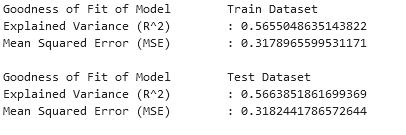 Goodness of Fit of Model Train Dataset
Explained Variance (R^2) : 0.5655048635143822
Mean Squared Error (MSE) : 0.3178965599531171
Goodness of Fit of Model Test Dataset
Explained Variance (R^2) : 0.5663851861699369
Mean Squared Error (MSE) : 0.3182441786572644